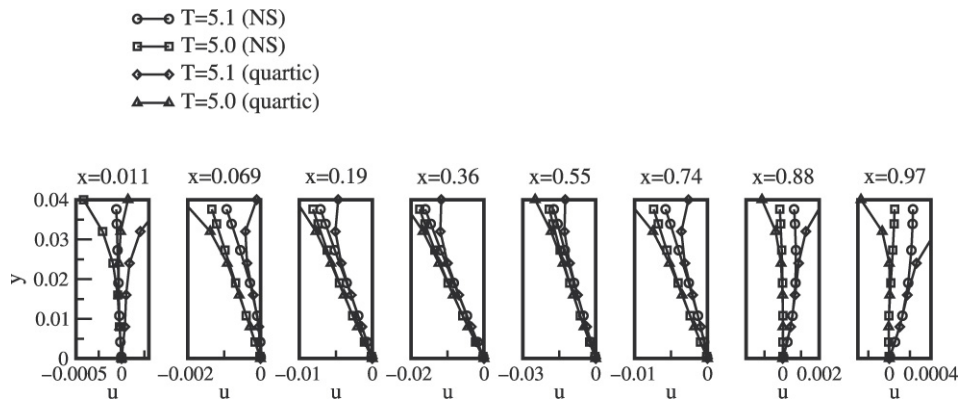 T=5.1 (NS)
T=5.0 (NS)
T=5.1 (quartic)
T=5.0 (quartic)
x=0.011 x=0.069 x=0.19 x=0.36 x=0.55 x=0.74 x=0.88 x=0.97
0.04
0.03
0.02
0.01
0
y
−0.0005 0 −0.002 0 −0.01 0 −0.02 0 −0.03 0 −0.01 0 0 0.002 0 0.0004
u u u u u u u u